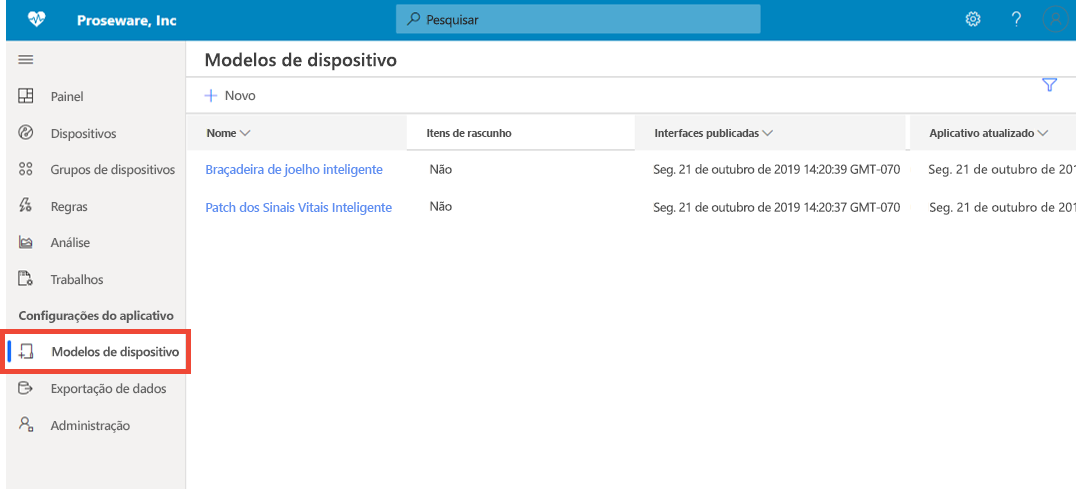 Proseware, Inc
Pesquisar
?
Modelos de dispositivo
Novo
Painel
Dispositivos
Grupos de dispositivos
Regras
Análise
Trabalhos
Configurações do aplicativo
Modelos de dispositivo
Exportação de dados
Administração
Nome Itens de rascunho Interfaces publicadas Aplicativo atualizado
Braçadeira de joelho inteligente Não Seg. 21 de outubro de 2019 14:20:39 GMT-070 Seg. 21 de outubro de 201
Patch dos Sinais Vitais Inteligente Não Seg. 21 de outubro de 2019 14:20:37 GMT-070 Seg. 21 de outubro de 201